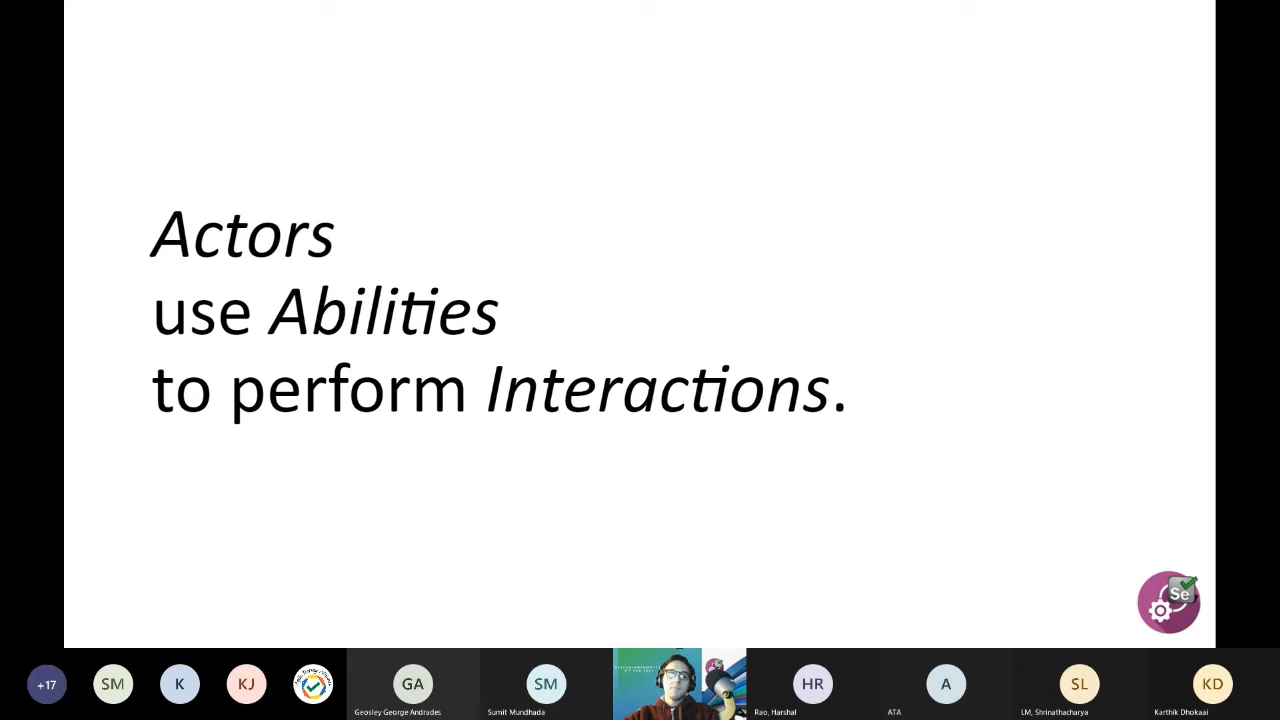 Actors
use Abilities
to perform Interactions.
Se
+17
SM
K
KJ
GA
SM
HR
A
SL
KD
Geosley George Andrades
Sumit Mundhada
Rao, Harshal
ATA
LM, Shrinathacharya
Karthik Dhokaai